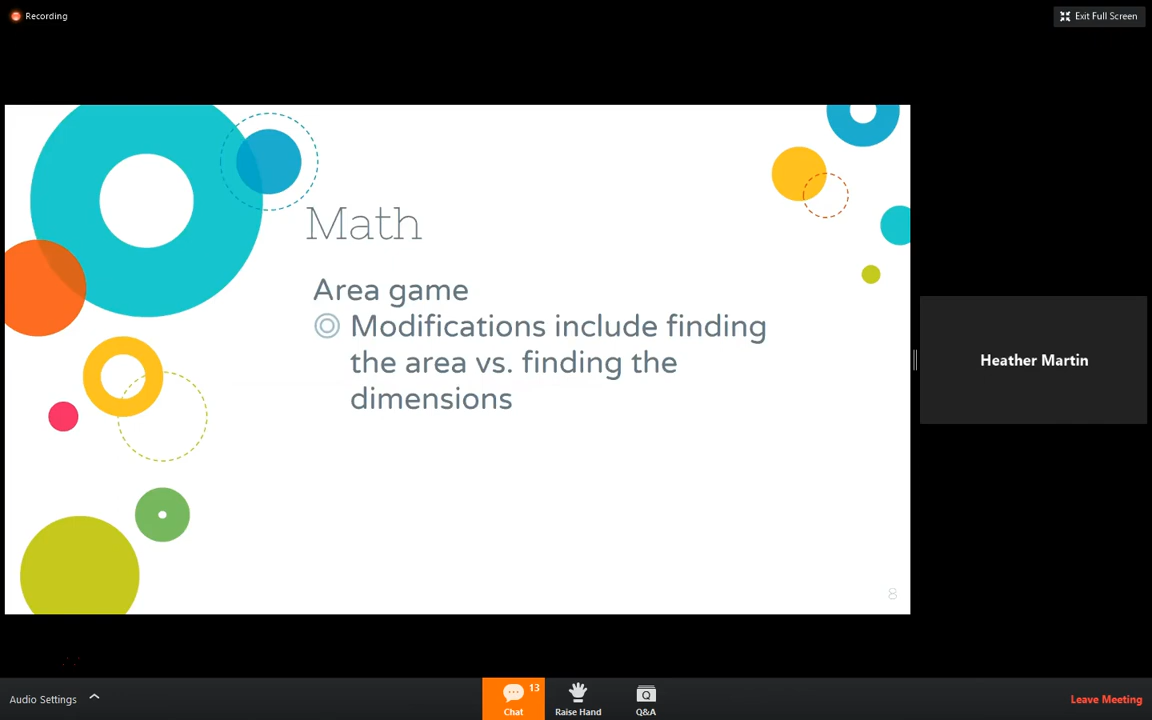 Recording
Exit Full Screen
Math
Area game
Modifications include finding
the area vs. finding the
dimensions
Heather Martin
8
Audio Settings
13
Chat
Raise Hand
Q
Q&A
Leave Meeting